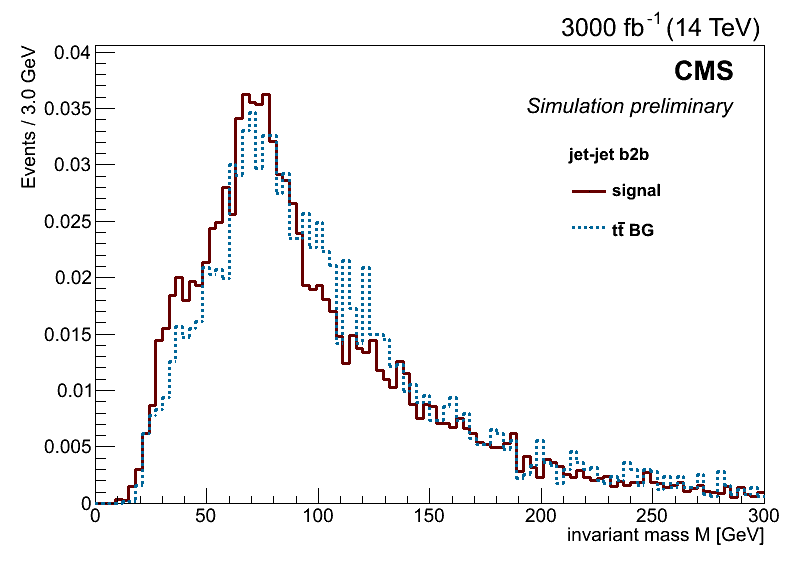 3000 fb⁻¹ (14 TeV)
CMS
Simulation preliminary
jet-jet b2b
signal
tt̄ BG
Events / 3.0 GeV
0.04
0.035
0.03
0.025
0.02
0.015
0.01
0.005
0
0 50 100 150 200 250 300
invariant mass M [GeV]